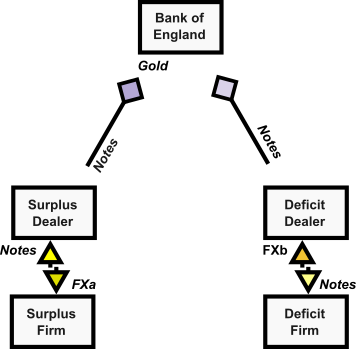 Bank of
England
Gold
Notes
Notes
Surplus
Dealer
Deficit
Dealer
Notes
FXb
FXa
Notes
Surplus
Firm
Deficit
Firm